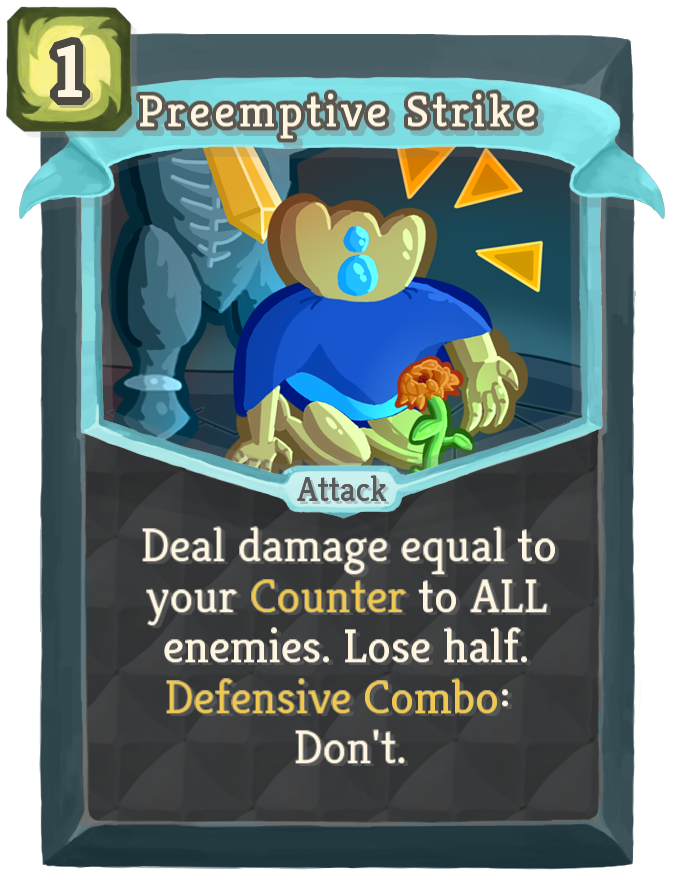 1
Preemptive Strike
Attack
Deal damage equal to
your Counter to ALL
enemies. Lose half.
Defensive Combo:
Don't.